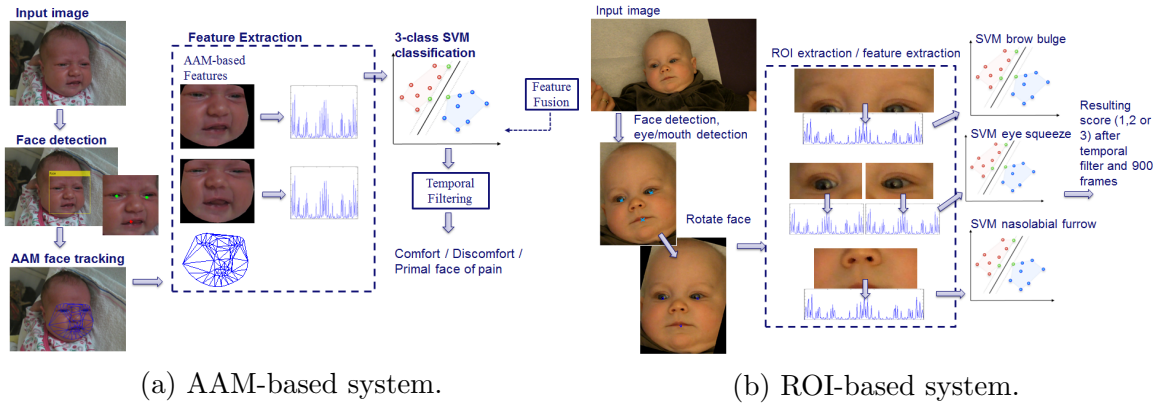 Input image
Feature Extraction
AAM-based
Features
3-class SVM
classification
Feature
Fusion
Face detection
Temporal
Filtering
AAM face tracking
Comfort / Discomfort /
Primal face of pain
(a) AAM-based system.
Input image
ROI extraction / feature extraction
SVM brow bulge
Face detection,
eye/mouth detection
SVM eye squeeze
Resulting
score (1,2 or
3) after
temporal
filter and 900
frames
Rotate face
SVM nasolabial furrow
(b) ROI-based system.